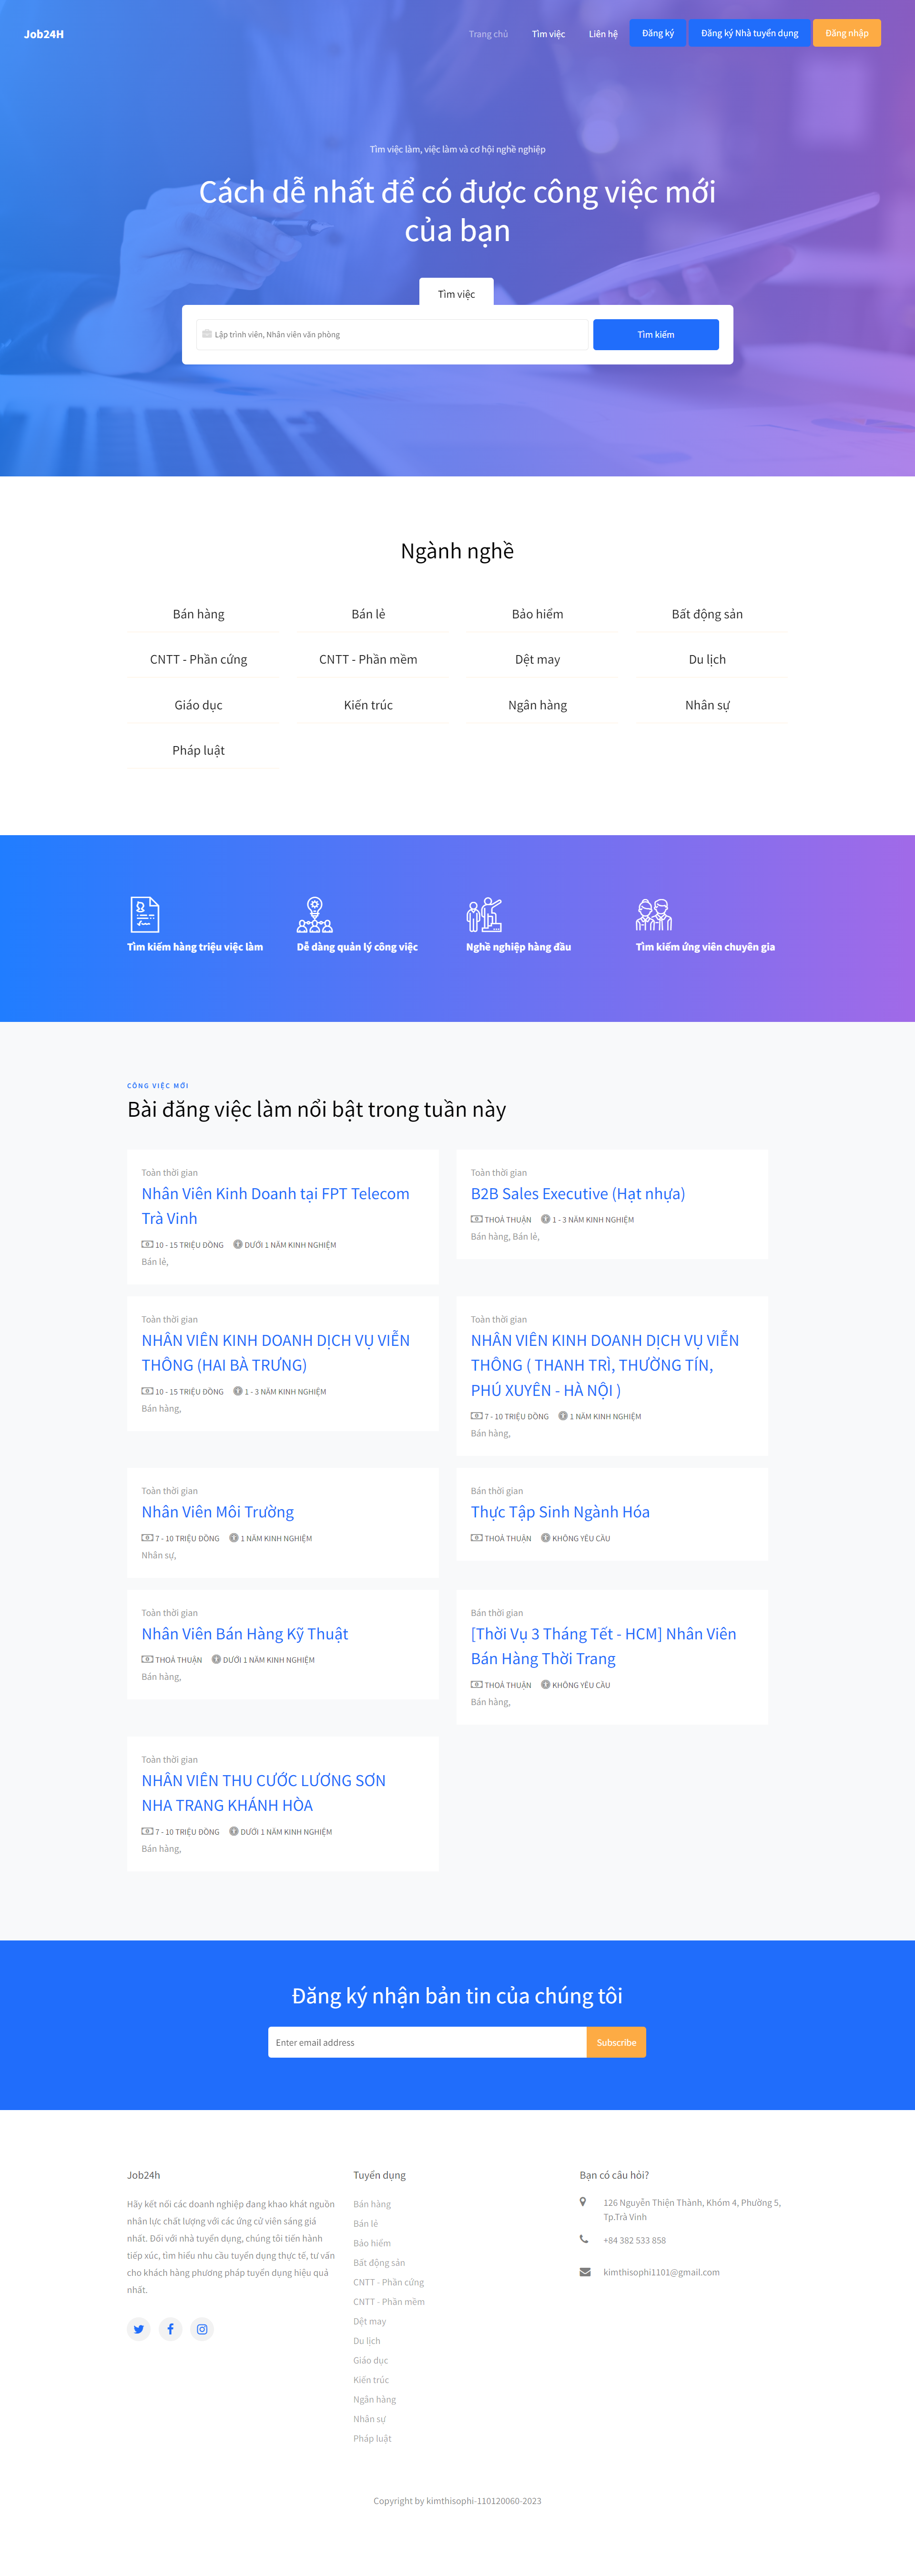 Job24H
Trang chủ
Tìm việc
Liên hệ
Đăng ký
Đăng ký Nhà tuyển dụng
Đăng nhập
Tìm việc làm, việc làm và cơ hội nghề nghiệp
Cách dễ nhất để có được công việc mới
của bạn
Tìm việc
Lập trình viên, Nhân viên văn phòng
Tìm kiếm
Ngành nghề
Bán hàng
Bán lẻ
Bảo hiểm
Bất động sản
CNTT - Phần cứng
CNTT - Phần mềm
Dệt may
Du lịch
Giáo dục
Kiến trúc
Ngân hàng
Nhân sự
Pháp luật
Tìm kiếm hàng triệu việc làm
Dễ dàng quản lý công việc
Nghề nghiệp hàng đầu
Tìm kiếm ứng viên chuyên gia
CÔNG VIỆC MỚI
Bài đăng việc làm nổi bật trong tuần này
Toàn thời gian
Nhân Viên Kinh Doanh tại FPT Telecom
Trà Vinh
10 - 15 TRIỆU ĐỒNG
DƯỚI 1 NĂM KINH NGHIỆM
Bán lẻ,
Toàn thời gian
B2B Sales Executive (Hạt nhựa)
THOẢ THUẬN
1 - 3 NĂM KINH NGHIỆM
Bán hàng, Bán lẻ,
Toàn thời gian
NHÂN VIÊN KINH DOANH DỊCH VỤ VIỄN
THÔNG (HAI BÀ TRƯNG)
10 - 15 TRIỆU ĐỒNG
1 - 3 NĂM KINH NGHIỆM
Bán hàng,
Toàn thời gian
NHÂN VIÊN KINH DOANH DỊCH VỤ VIỄN
THÔNG ( THANH TRÌ, THƯỜNG TÍN,
PHÚ XUYÊN - HÀ NỘI )
7 - 10 TRIỆU ĐỒNG
1 NĂM KINH NGHIỆM
Bán hàng,
Toàn thời gian
Nhân Viên Môi Trường
7 - 10 TRIỆU ĐỒNG
1 NĂM KINH NGHIỆM
Nhân sự,
Bán thời gian
Thực Tập Sinh Ngành Hóa
THOẢ THUẬN
KHÔNG YÊU CẦU
Toàn thời gian
Nhân Viên Bán Hàng Kỹ Thuật
THOẢ THUẬN
DƯỚI 1 NĂM KINH NGHIỆM
Bán hàng,
Bán thời gian
[Thời Vụ 3 Tháng Tết - HCM] Nhân Viên
Bán Hàng Thời Trang
THOẢ THUẬN
KHÔNG YÊU CẦU
Bán hàng,
Toàn thời gian
NHÂN VIÊN THU CƯỚC LƯƠNG SƠN
NHA TRANG KHÁNH HÒA
7 - 10 TRIỆU ĐỒNG
DƯỚI 1 NĂM KINH NGHIỆM
Bán hàng,
Đăng ký nhận bản tin của chúng tôi
Enter email address
Subscribe
Job24h
Hãy kết nối các doanh nghiệp đang khao khát nguồn
nhân lực chất lượng với các ứng cử viên sáng giá
nhất. Đối với nhà tuyển dụng, chúng tôi tiến hành
tiếp xúc, tìm hiểu nhu cầu tuyển dụng thực tế, tư vấn
cho khách hàng phương pháp tuyển dụng hiệu quả
nhất.
Tuyển dụng
Bán hàng
Bán lẻ
Bảo hiểm
Bất động sản
CNTT - Phần cứng
CNTT - Phần mềm
Dệt may
Du lịch
Giáo dục
Kiến trúc
Ngân hàng
Nhân sự
Pháp luật
Bạn có câu hỏi?
126 Nguyễn Thiện Thành, Khóm 4, Phường 5,
Tp.Trà Vinh
+84 382 533 858
kimthisophi1101@gmail.com
Copyright by kimthisophi-110120060-2023